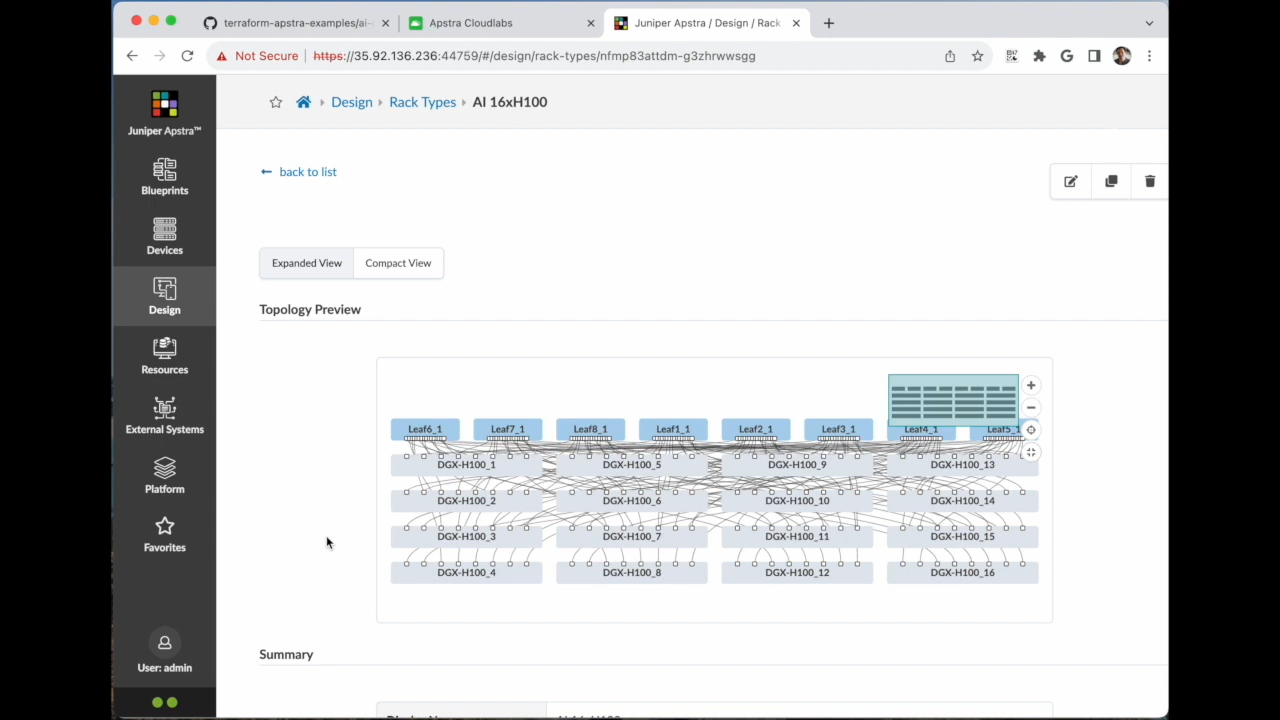 terraform-apstra-examples/ai-
Apstra Cloudlabs
Juniper Apstra / Design / Rack
Not Secure
https://35.92.136.236:44759/#/design/rack-types/nfmp83attdm-g3zhrwwsgg
Juniper Apstra™
Blueprints
Devices
Design
Resources
External Systems
Platform
Favorites
User: admin
Design
Rack Types
AI 16xH100
back to list
Expanded View
Compact View
Topology Preview
Leaf6_1
Leaf7_1
Leaf8_1
Leaf1_1
Leaf2_1
Leaf3_1
Leaf4_1
Leaf5_1
DGX-H100_1
DGX-H100_5
DGX-H100_9
DGX-H100_13
DGX-H100_2
DGX-H100_6
DGX-H100_10
DGX-H100_14
DGX-H100_3
DGX-H100_7
DGX-H100_11
DGX-H100_15
DGX-H100_4
DGX-H100_8
DGX-H100_12
DGX-H100_16
Summary